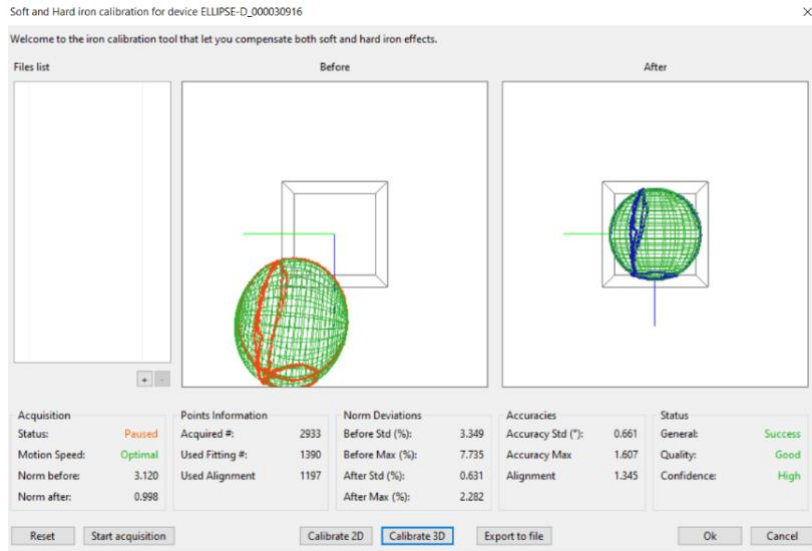 Soft and Hard iron calibration for device ELLIPSE-D_000030916
Welcome to the iron calibration tool that let you compensate both soft and hard iron effects.
Files list Before After
+ -
Acquisition Points Information Norm Deviations Accuracies Status
Status: Paused Acquired #: 2933 Before Std (%): 3.349 Accuracy Std (°): 0.661 General: Success
Motion Speed: Optimal Used Fitting #: 1390 Before Max (%): 7.735 Accuracy Max 1.607 Quality: Good
Norm before: 3.120 Used Alignment 1197 After Std (%): 0.631 Alignment 1.345 Confidence: High
Norm after: 0.998 After Max (%): 2.282
Reset Start acquisition Calibrate 2D Calibrate 3D Export to file Ok Cancel